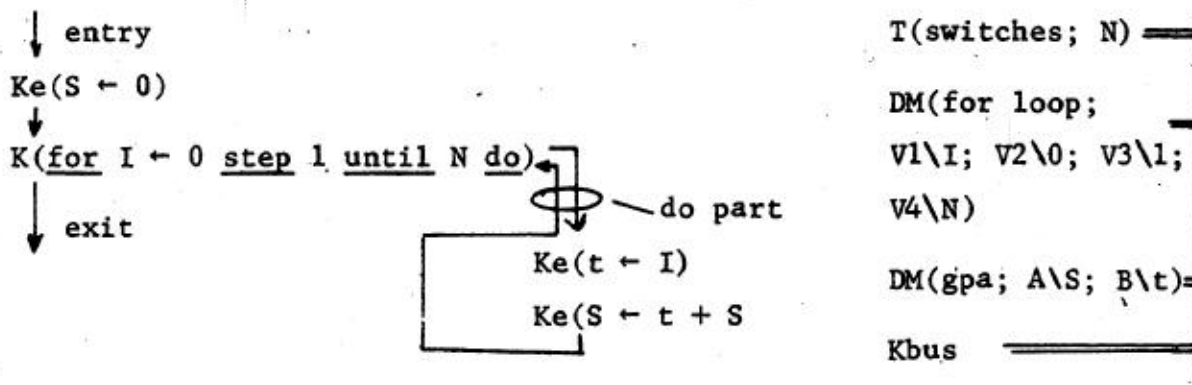 entry
Ke(S ← 0)
K(for I ← 0 step 1 until N do)
exit
do part
Ke(t ← I)
Ke(S ← t + S
T(switches; N)
DM(for loop;
V1\I; V2\0; V3\1;
V4\N)
DM(gpa; A\S; B\t)
Kbus